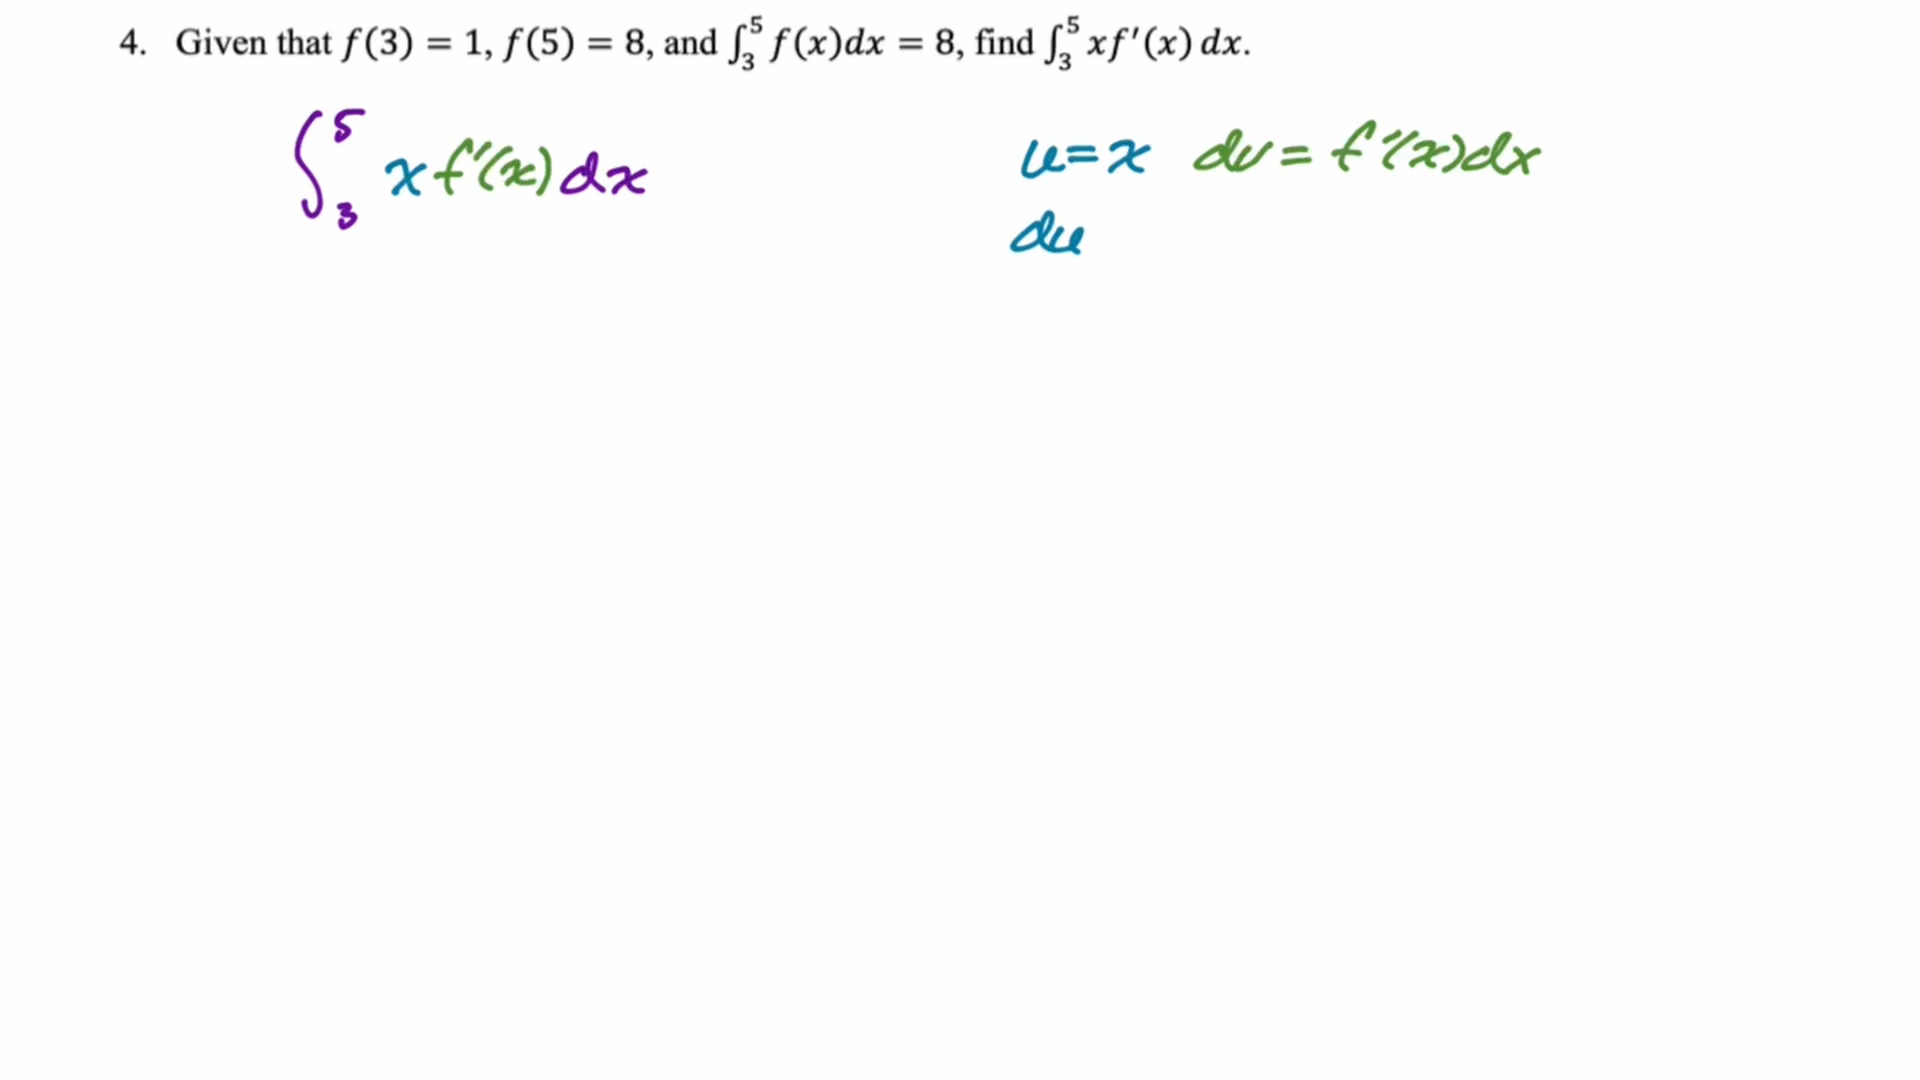 4. Given that f(3) = 1, f(5) = 8, and ∫₃⁵ f(x)dx = 8, find ∫₃⁵ xf′(x) dx.
∫₃⁵ xf′(x)dx u=x dv=f′(x)dx
du